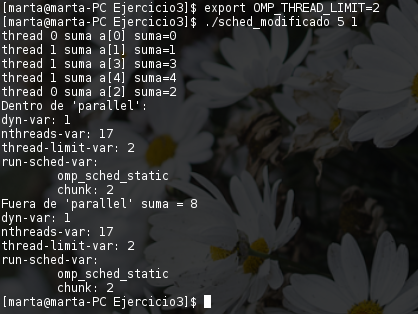 [marta@marta-PC Ejercicio3]$ export OMP_THREAD_LIMIT=2
[marta@marta-PC Ejercicio3]$ ./sched_modificado 5 1
thread 0 suma a[0] suma=0
thread 1 suma a[1] suma=1
thread 1 suma a[3] suma=3
thread 1 suma a[4] suma=4
thread 0 suma a[2] suma=2
Dentro de 'parallel':
dyn-var: 1
nthreads-var: 17
thread-limit-var: 2
run-sched-var:
        omp_sched_static
        chunk: 2
Fuera de 'parallel' suma = 8
dyn-var: 1
nthreads-var: 17
thread-limit-var: 2
run-sched-var:
        omp_sched_static
        chunk: 2
[marta@marta-PC Ejercicio3]$